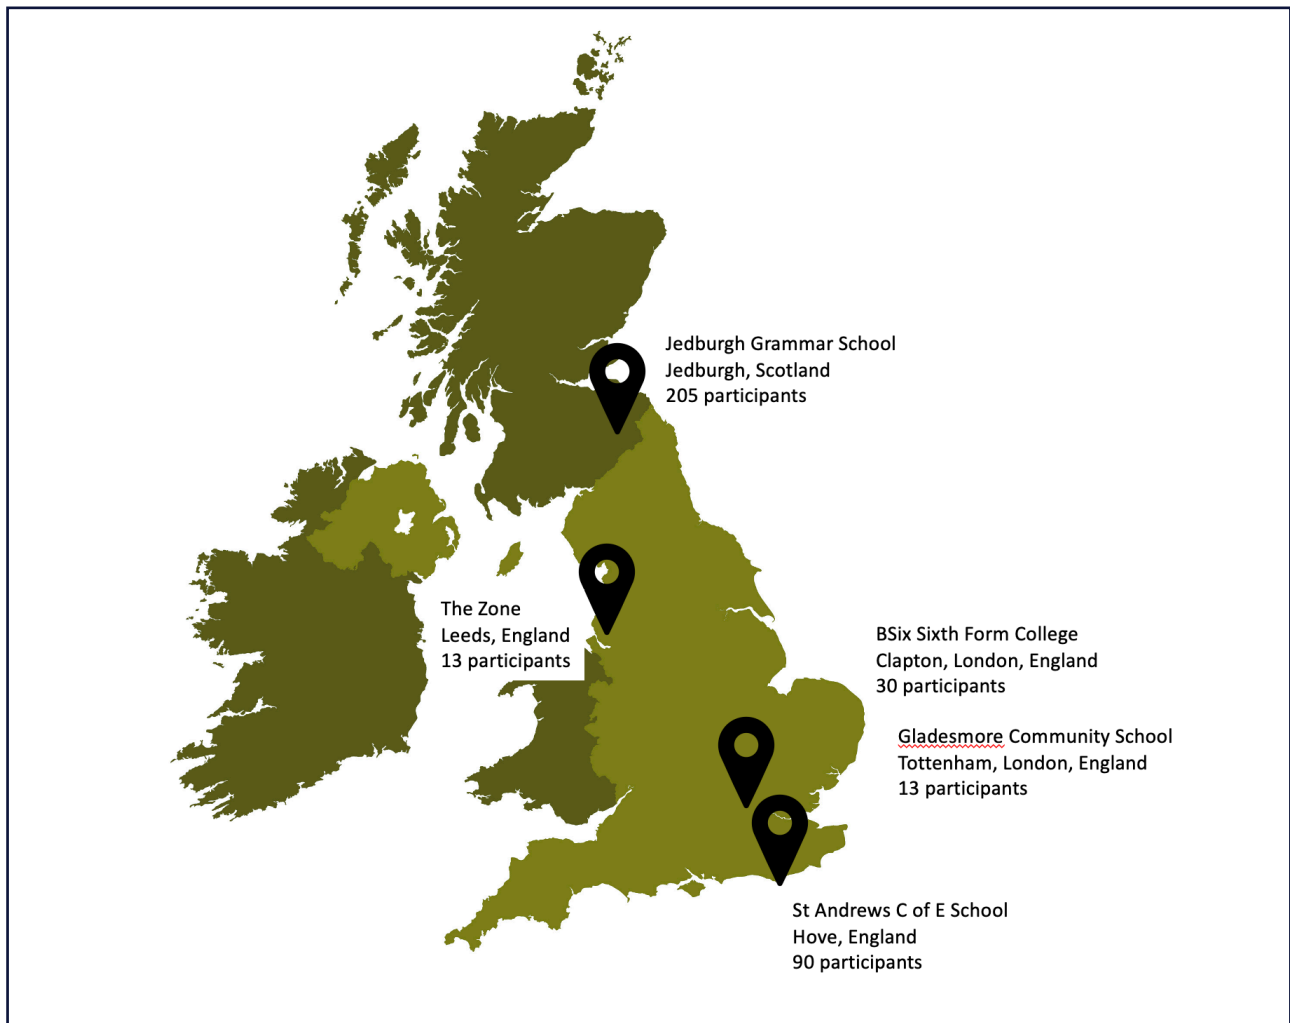 Jedburgh Grammar School
Jedburgh, Scotland
205 participants
The Zone
Leeds, England
13 participants
BSix Sixth Form College
Clapton, London, England
30 participants
Gladesmore Community School
Tottenham, London, England
13 participants
St Andrews C of E School
Hove, England
90 participants